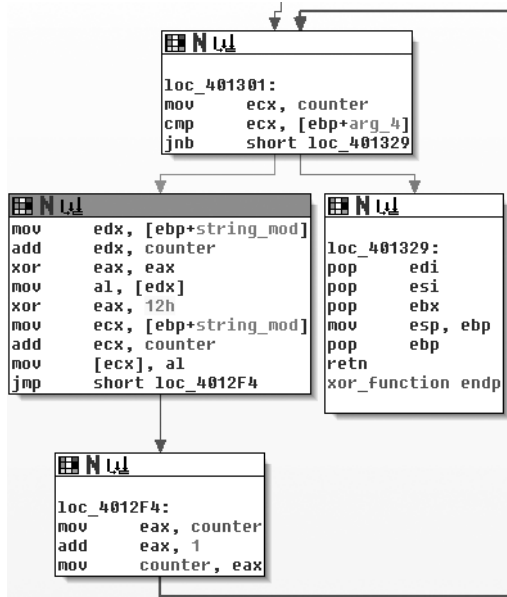 loc_401301:
mov ecx, counter
cmp ecx, [ebp+arg_4]
jnb short loc_401329
mov edx, [ebp+string_mod]
add edx, counter
xor eax, eax
mov al, [edx]
xor eax, 12h
mov ecx, [ebp+string_mod]
add ecx, counter
mov [ecx], al
jmp short loc_4012F4
loc_401329:
pop edi
pop esi
pop ebx
mov esp, ebp
pop ebp
retn
xor_function endp
loc_4012F4:
mov eax, counter
add eax, 1
mov counter, eax